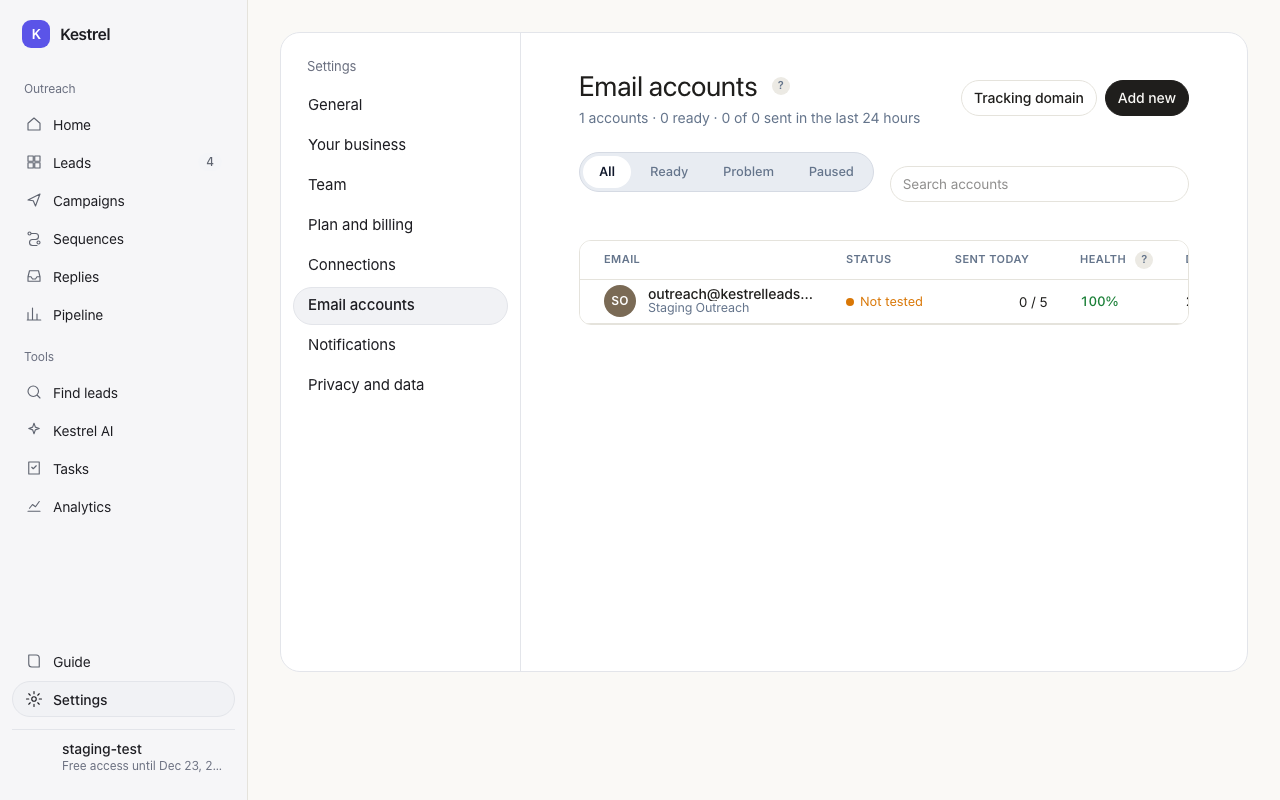 K Kestrel
Outreach
Home
Leads 4
Campaigns
Sequences
Replies
Pipeline
Tools
Find leads
Kestrel AI
Tasks
Analytics
Guide
Settings
staging-test
Free access until Dec 23, 2...
Settings
General
Your business
Team
Plan and billing
Connections
Email accounts
Notifications
Privacy and data
Email accounts ?
1 accounts · 0 ready · 0 of 0 sent in the last 24 hours
Tracking domain Add new
All Ready Problem Paused
Search accounts
EMAIL STATUS SENT TODAY HEALTH ?
SO outreach@kestrelleads... Not tested 0 / 5 100%
Staging Outreach